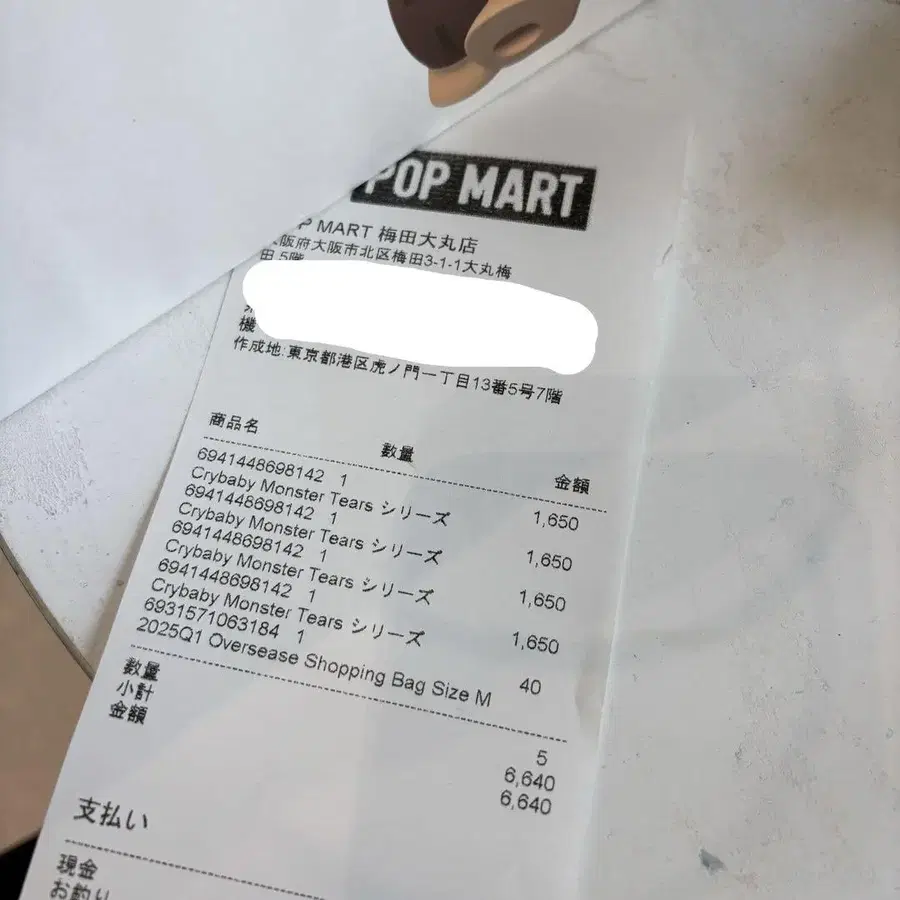 POP MART
P MART 梅田大丸店
阪府大阪市北区梅田3-1-1大丸梅
田 5階
機
作成地:東京都港区虎ノ門一丁目13番5号7階
商品名 数量 金額
6941448698142 1
Crybaby Monster Tears シリーズ 1,650
6941448698142 1
Crybaby Monster Tears シリーズ 1,650
6941448698142 1
Crybaby Monster Tears シリーズ 1,650
6941448698142 1
Crybaby Monster Tears シリーズ 1,650
6931571063184 1
2025Q1 Oversease Shopping Bag Size M 40
数量 5
小計 6,640
金額 6,640
支払い
現金
お釣り